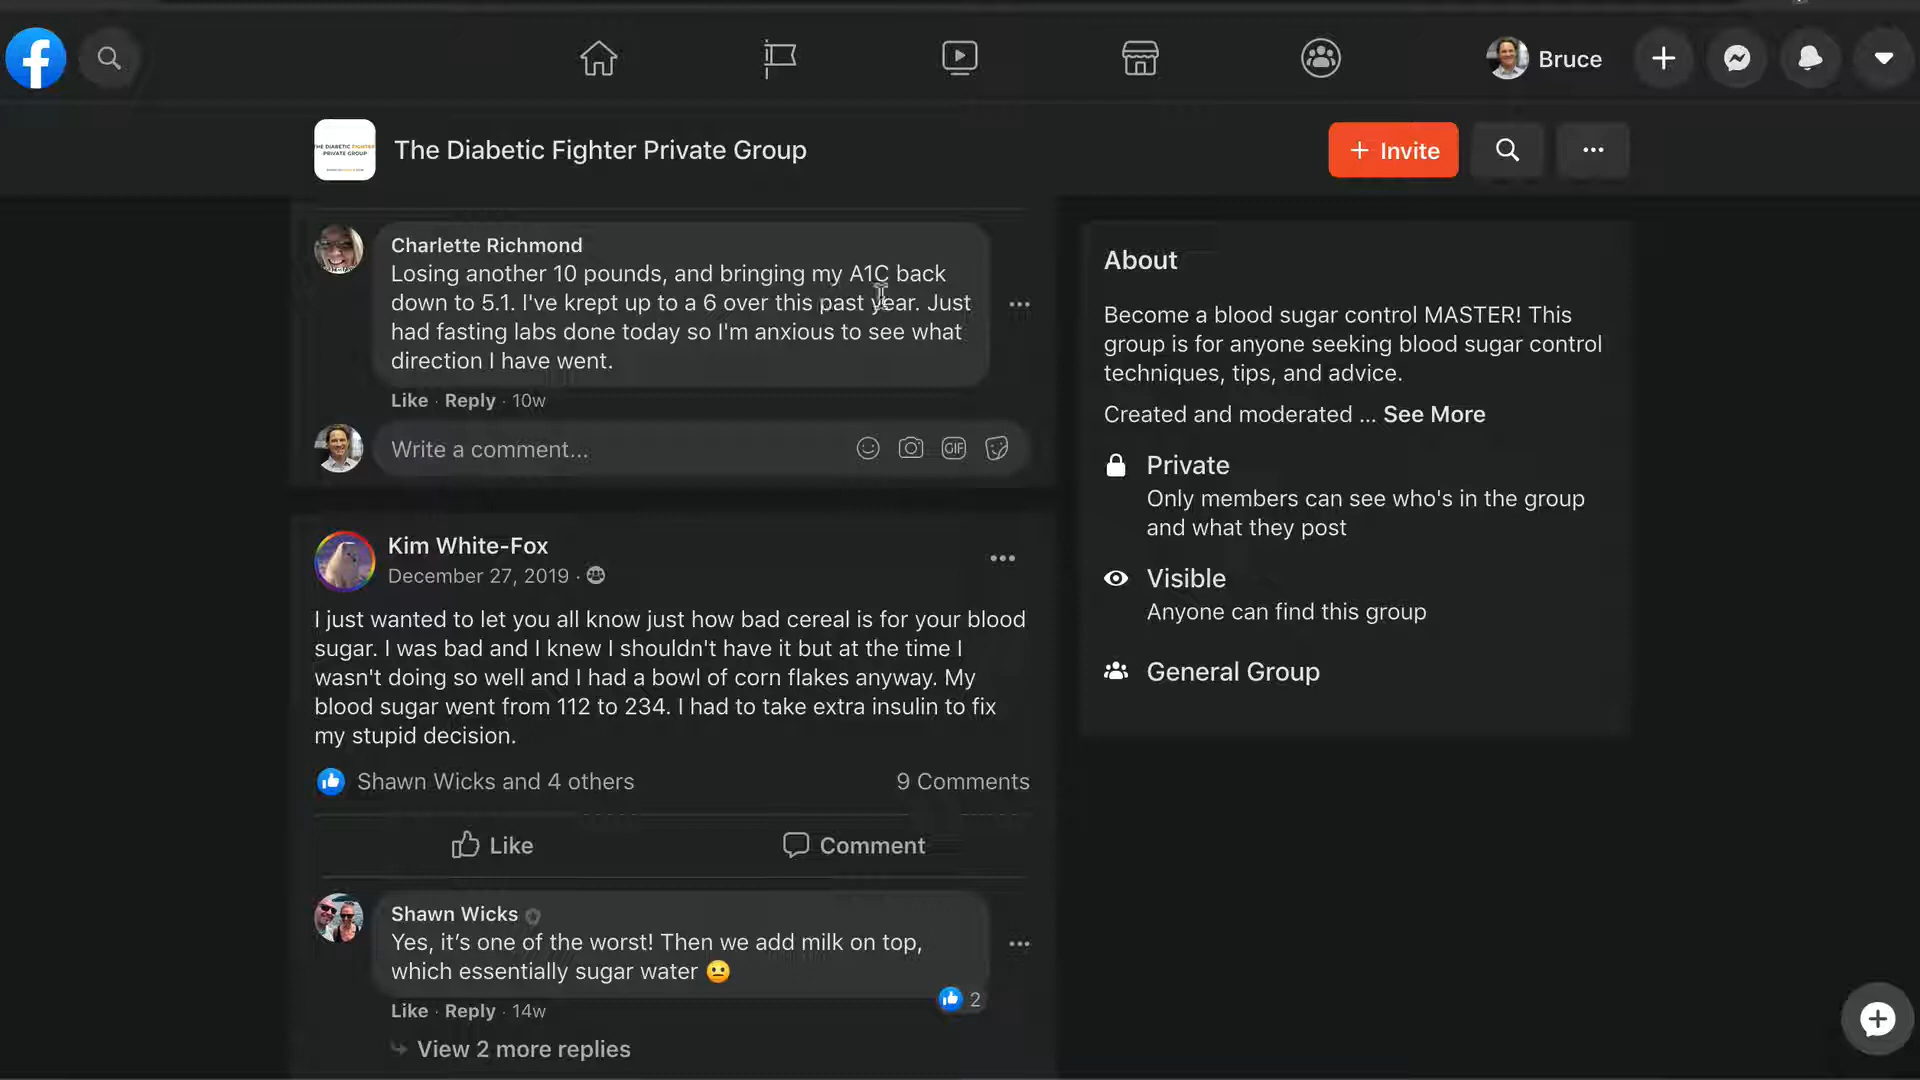 Bruce
THE DIABETIC FIGHTER
PRIVATE GROUP
The Diabetic Fighter Private Group
+ Invite
Charlette Richmond
Losing another 10 pounds, and bringing my A1C back
down to 5.1. I've krept up to a 6 over this past year. Just
had fasting labs done today so I'm anxious to see what
direction I have went.
Like · Reply · 10w
Write a comment...
GIF
Kim White-Fox
December 27, 2019 ·
I just wanted to let you all know just how bad cereal is for your blood
sugar. I was bad and I knew I shouldn't have it but at the time I
wasn't doing so well and I had a bowl of corn flakes anyway. My
blood sugar went from 112 to 234. I had to take extra insulin to fix
my stupid decision.
Shawn Wicks and 4 others
9 Comments
Like
Comment
Shawn Wicks
Yes, it’s one of the worst! Then we add milk on top,
which essentially sugar water 😐
2
Like · Reply · 14w
View 2 more replies
About
Become a blood sugar control MASTER! This
group is for anyone seeking blood sugar control
techniques, tips, and advice.
Created and moderated ... See More
Private
Only members can see who's in the group
and what they post
Visible
Anyone can find this group
General Group